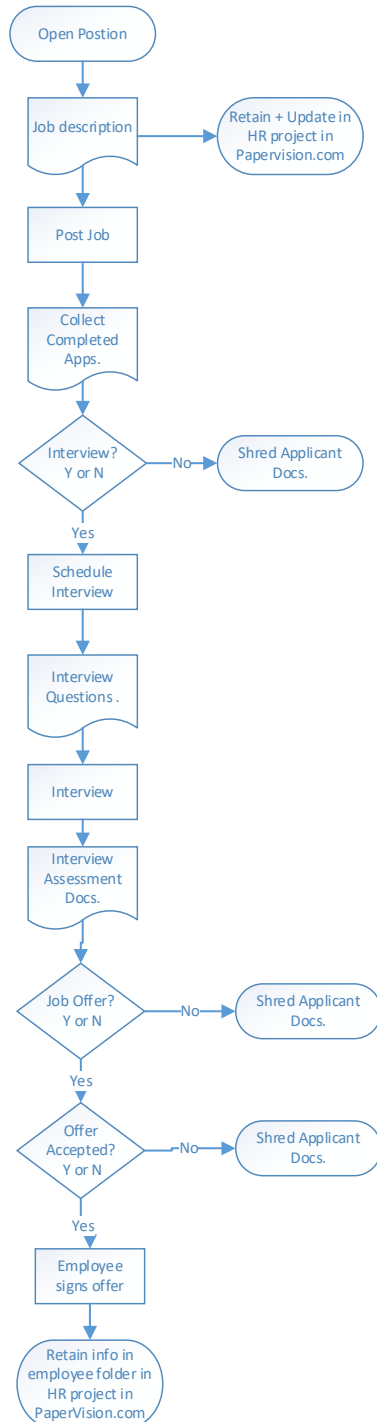 Open Postion
Job description
Retain + Update in
HR project in
Papervision.com
Post Job
Collect
Completed
Apps.
Interview?
Y or N
No
Shred Applicant
Docs.
Yes
Schedule
Interview
Interview
Questions .
Interview
Interview
Assessment
Docs.
Job Offer?
Y or N
No
Shred Applicant
Docs.
Yes
Offer
Accepted?
Y or N
No
Shred Applicant
Docs.
Yes
Employee
signs offer
Retain info in
employee folder in
HR project in
PaperVision.com